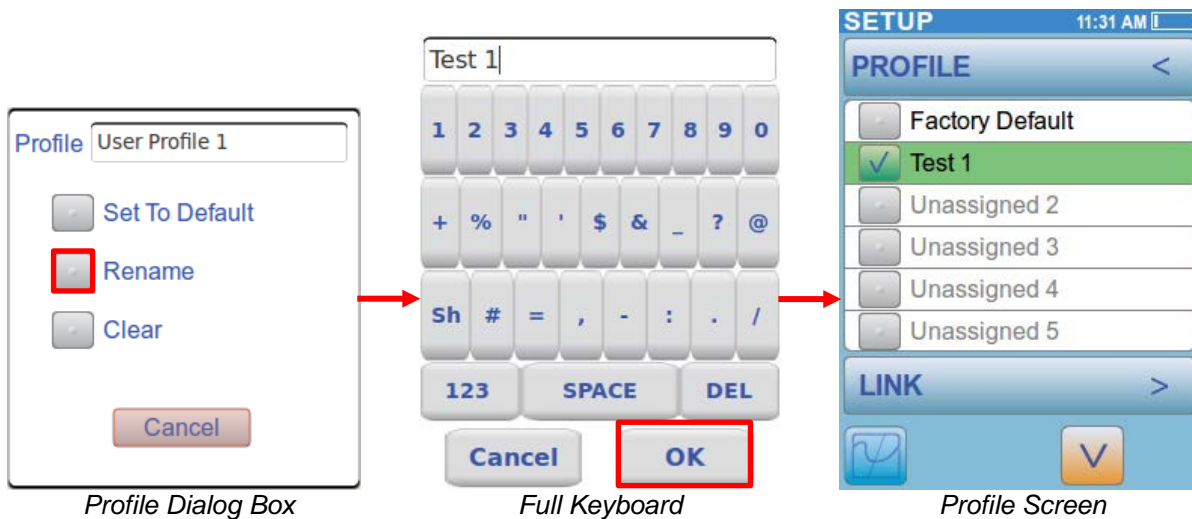 Profile User Profile 1
Set To Default
Rename
Clear
Cancel
Profile Dialog Box
Test 1
1 2 3 4 5 6 7 8 9 0
+ % " ' $ & _ ? @
Sh # = , - : . /
123 SPACE DEL
Cancel OK
Full Keyboard
SETUP 11:31 AM
PROFILE <
Factory Default
Test 1
Unassigned 2
Unassigned 3
Unassigned 4
Unassigned 5
LINK >
Profile Screen